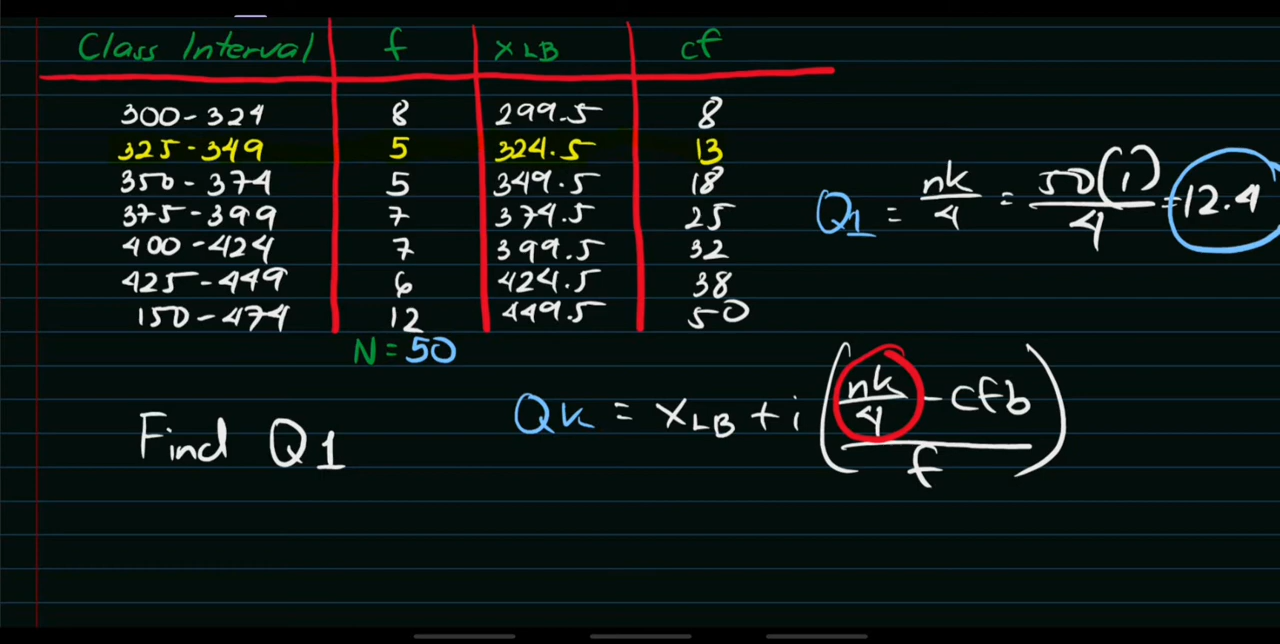 Class Interval f XLB cf
300-324 8 299.5 8
325-349 5 324.5 13
350-374 5 349.5 18
375-399 7 374.5 25
400-424 7 399.5 32
425-449 6 424.5 38
150-474 12 449.5 50
N = 50
Q1 = nk/4 = 50(1)/4 = 12.4
Find Q1
Qk = XLB + i (nk/4 - cfb / f)